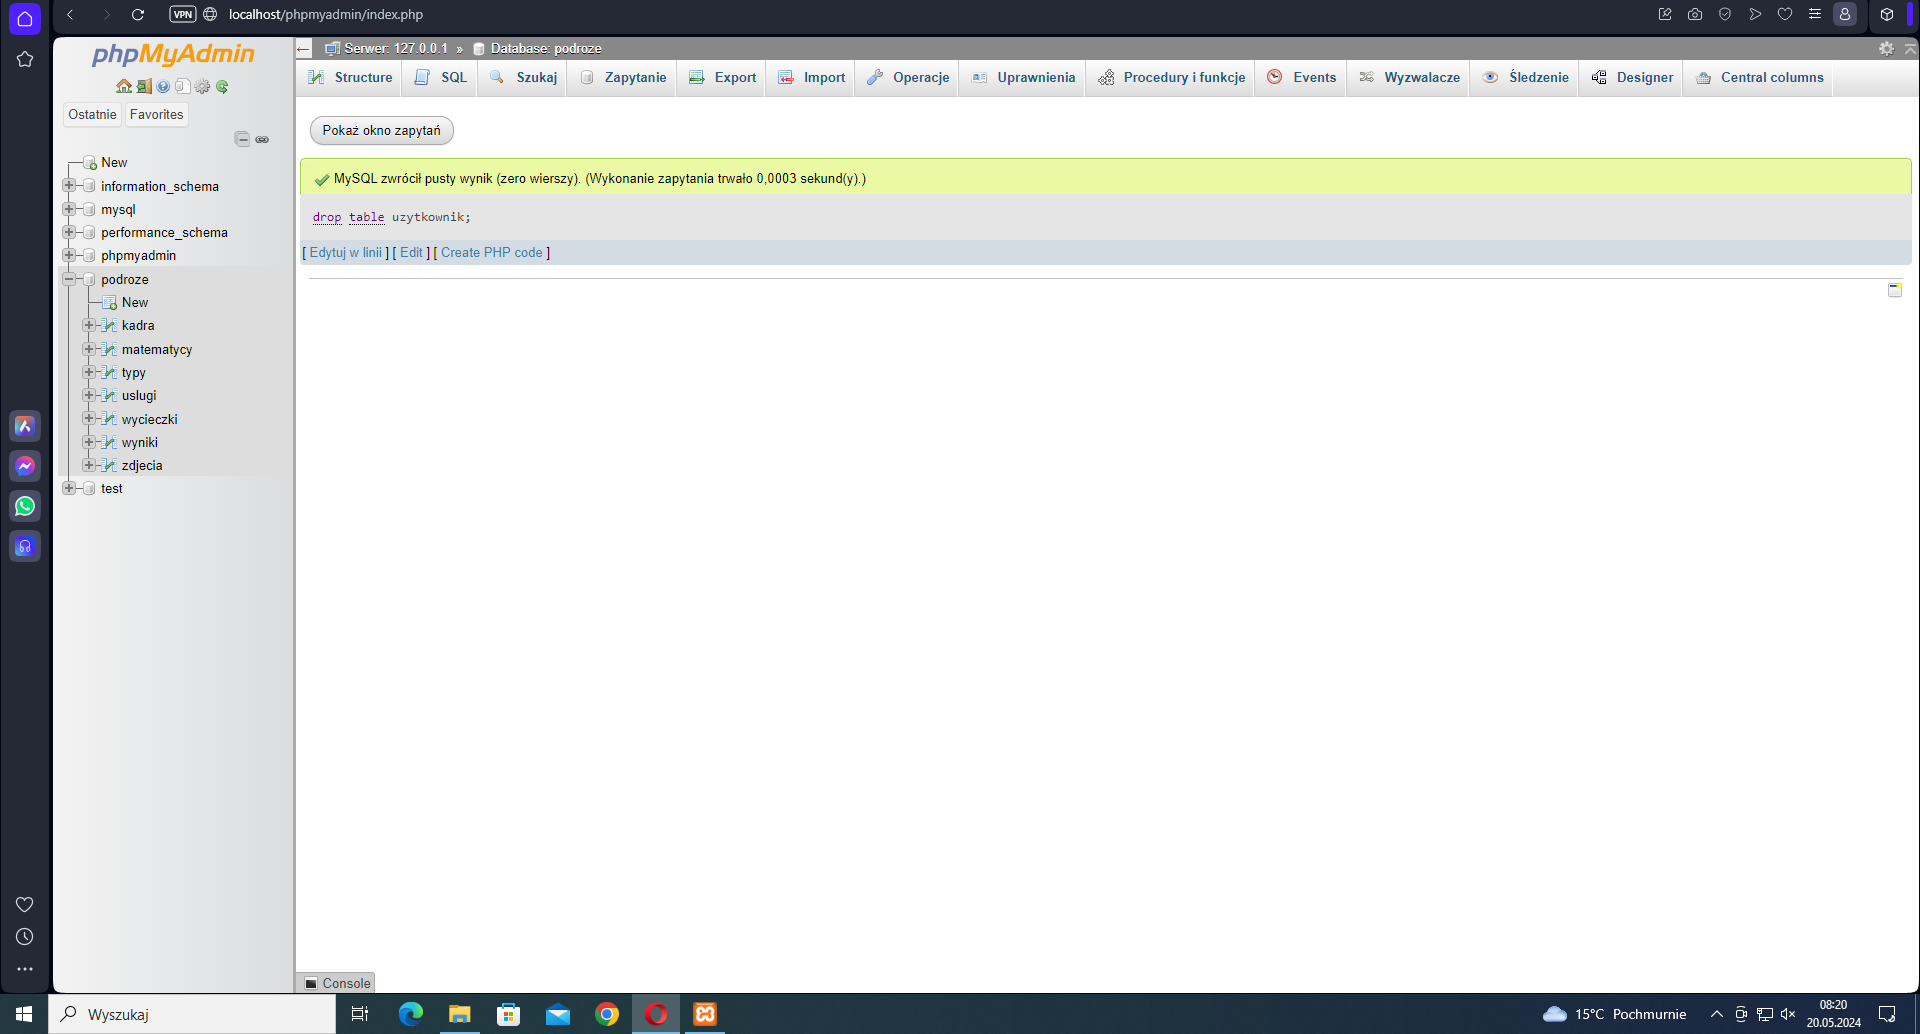 VPN localhost/phpmyadmin/index.php
phpMyAdmin
Ostatnie Favorites
New
information_schema
mysql
performance_schema
phpmyadmin
podroze
New
kadra
matematycy
typy
uslugi
wycieczki
wyniki
zdjecia
test
Serwer: 127.0.0.1 » Database: podroze
Structure SQL Szukaj Zapytanie Export Import Operacje Uprawnienia Procedury i funkcje Events Wyzwalacze Śledzenie Designer Central columns
Pokaż okno zapytań
MySQL zwrócił pusty wynik (zero wierszy). (Wykonanie zapytania trwało 0,0003 sekund(y).)
drop table uzytkownik;
[ Edytuj w linii ] [ Edit ] [ Create PHP code ]
Console
Wyszukaj
15°C Pochmurnie
08:20
20.05.2024